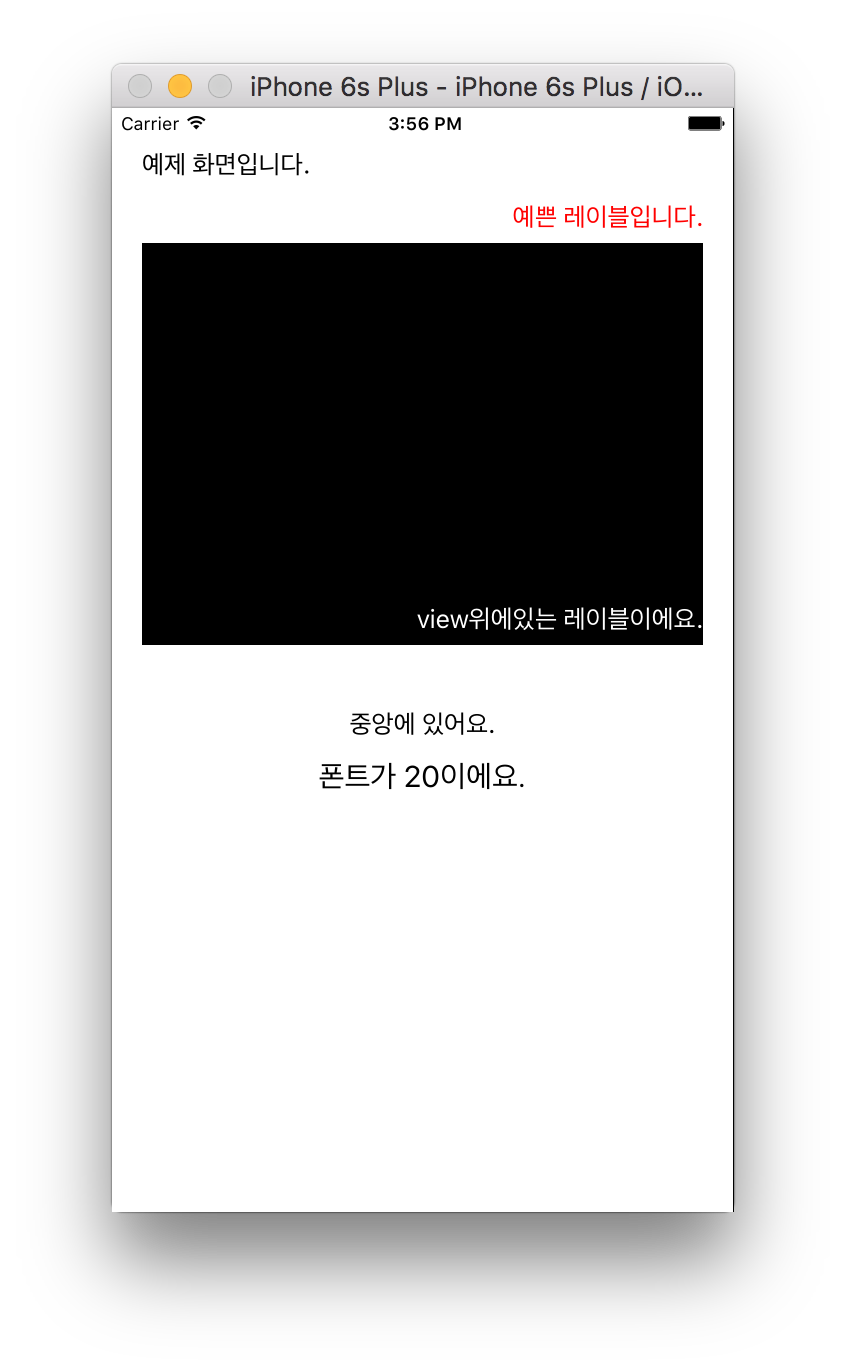 iPhone 6s Plus - iPhone 6s Plus / iO...
Carrier 3:56 PM
예제 화면입니다.
예쁜 레이블입니다.
view위에있는 레이블이에요.
중앙에 있어요.
폰트가 20이에요.